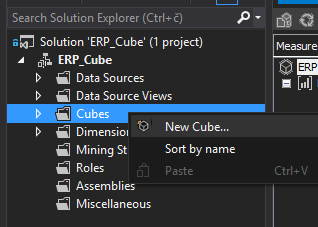 Search Solution Explorer (Ctrl+č)
Solution 'ERP_Cube' (1 project)
ERP_Cube
Data Sources
Data Source Views
Cubes
Dimension
Mining St
Roles
Assemblies
Miscellaneous
New Cube...
Sort by name
Paste Ctrl+V
Measure
ERP